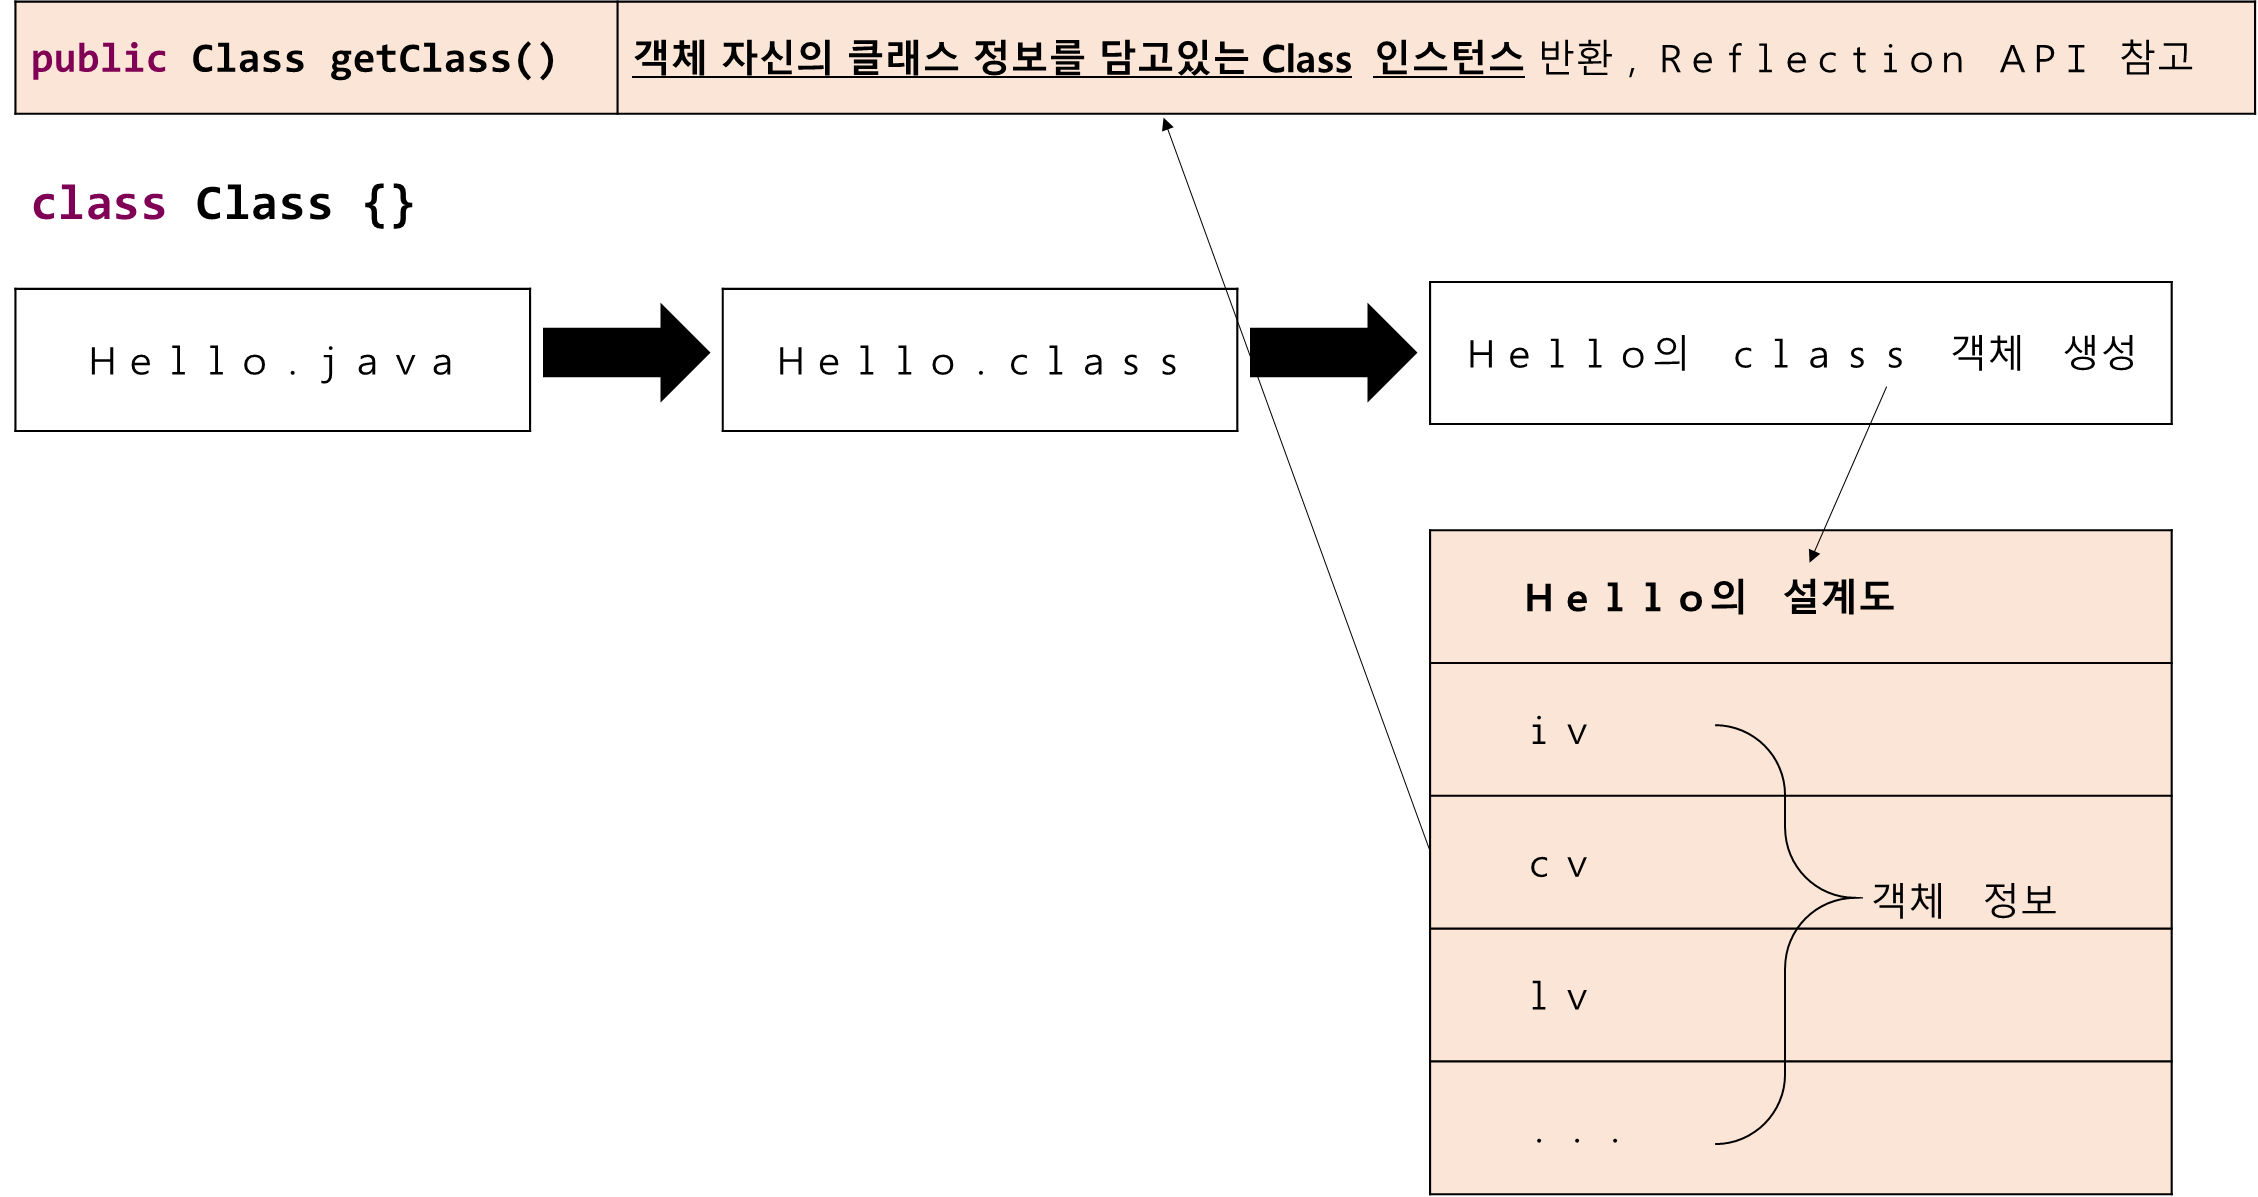 public Class getClass() 객체 자신의 클래스 정보를 담고있는 Class 인스턴스 반환, Reflection API 참고
class Class {}
Hello.java
Hello.class
Hello의 class 객체 생성
Hello의 설계도
iv
cv
객체 정보
lv
...